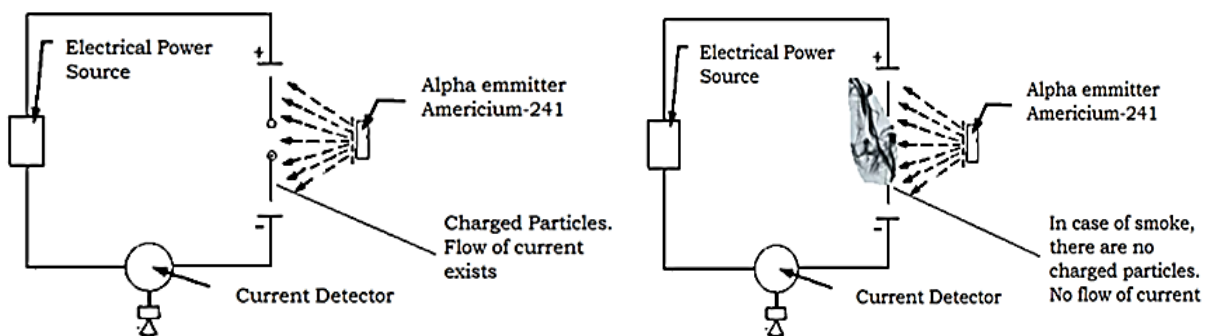 Electrical Power
Source
+
Alpha emmitter
Americium-241
Charged Particles.
Flow of current
exists
-
Current Detector
Electrical Power
Source
+
Alpha emmitter
Americium-241
In case of smoke,
there are no
charged particles.
No flow of current
-
Current Detector